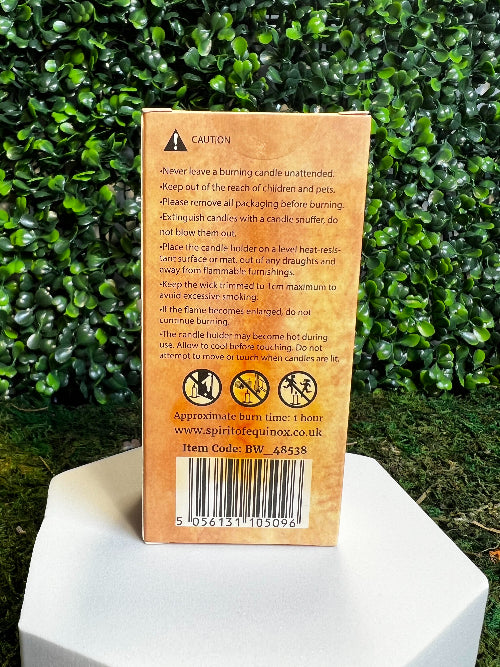 CAUTION
•Never leave a burning candle unattended.
•Keep out of the reach of children and pets.
•Please remove all packaging before burning.
•Extinguish candles with a candle snuffer, do
not blow them out.
•Place the candle holder on a level heat-resis-
tant surface or mat, out of any draughts and
away from flammable furnishings.
•Keep the wick trimmed to 1cm maximum to
avoid excessive smoking.
•If the flame becomes enlarged, do not
continue burning.
•The candle holder may become hot during
use. Allow to cool before touching. Do not
attempt to move or touch when candles are lit.
Approximate burn time: 1 hour
www.spiritofequinox.co.uk
Item Code: BW_48538
5 056131 105096